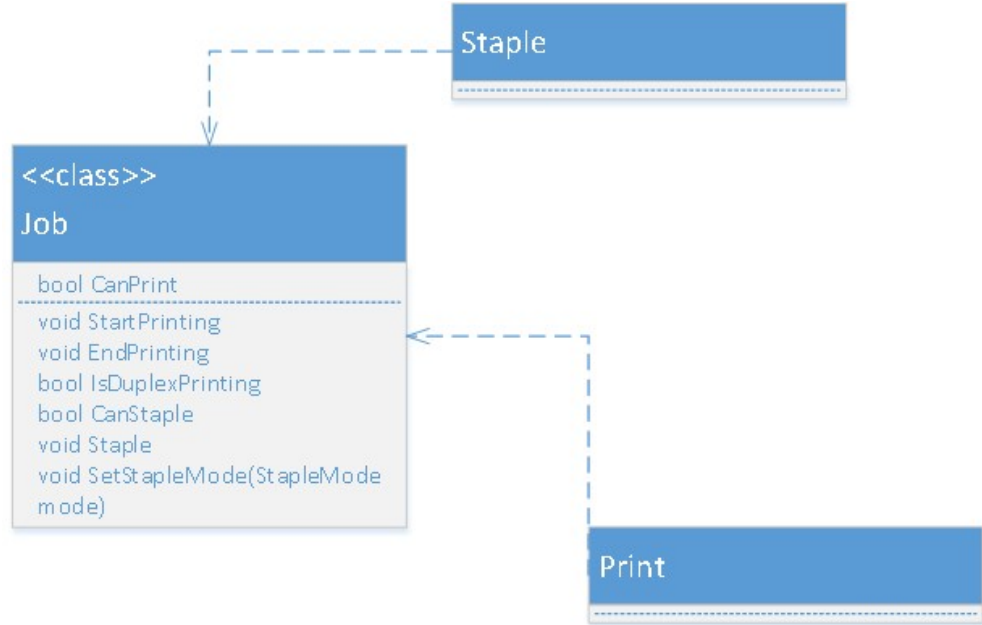 Staple
<<class>>
Job
bool CanPrint
void StartPrinting
void EndPrinting
bool IsDuplexPrinting
bool CanStaple
void Staple
void SetStapleMode(StapleMode
mode)
Print